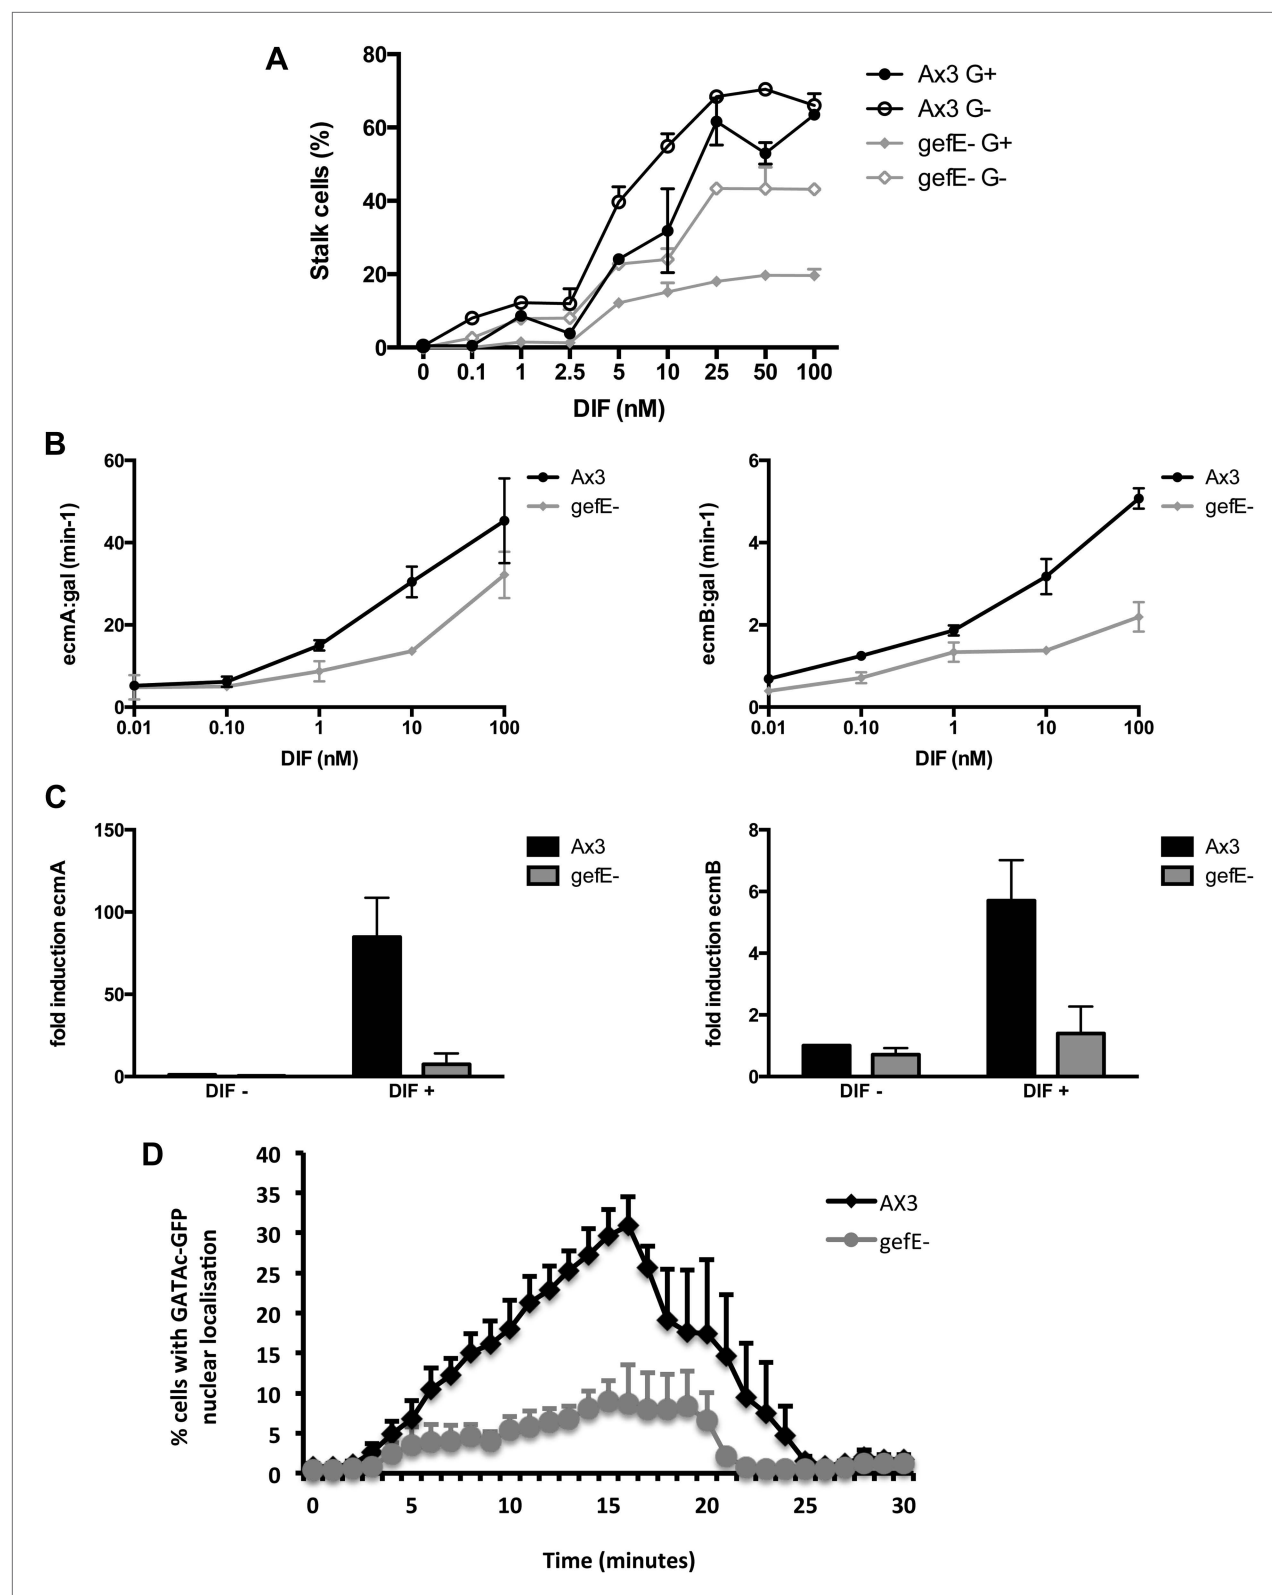 A
80
60
40
20
0
Stalk cells (%)
0 0.1 1 2.5 5 10 25 50 100
DIF (nM)
Ax3 G+
Ax3 G-
gefE- G+
gefE- G-
B
60
40
20
0
ecmA:gal (min-1)
0.01 0.10 1 10 100
DIF (nM)
Ax3
gefE-
6
4
2
0
ecmB:gal (min-1)
0.01 0.10 1 10 100
DIF (nM)
Ax3
gefE-
C
150
100
50
0
fold induction ecmA
DIF - DIF +
Ax3
gefE-
8
6
4
2
0
fold induction ecmB
DIF - DIF +
Ax3
gefE-
D
40
35
30
25
20
15
10
5
0
% cells with GATAc-GFP
nuclear localisation
0 5 10 15 20 25 30
Time (minutes)
AX3
gefE-